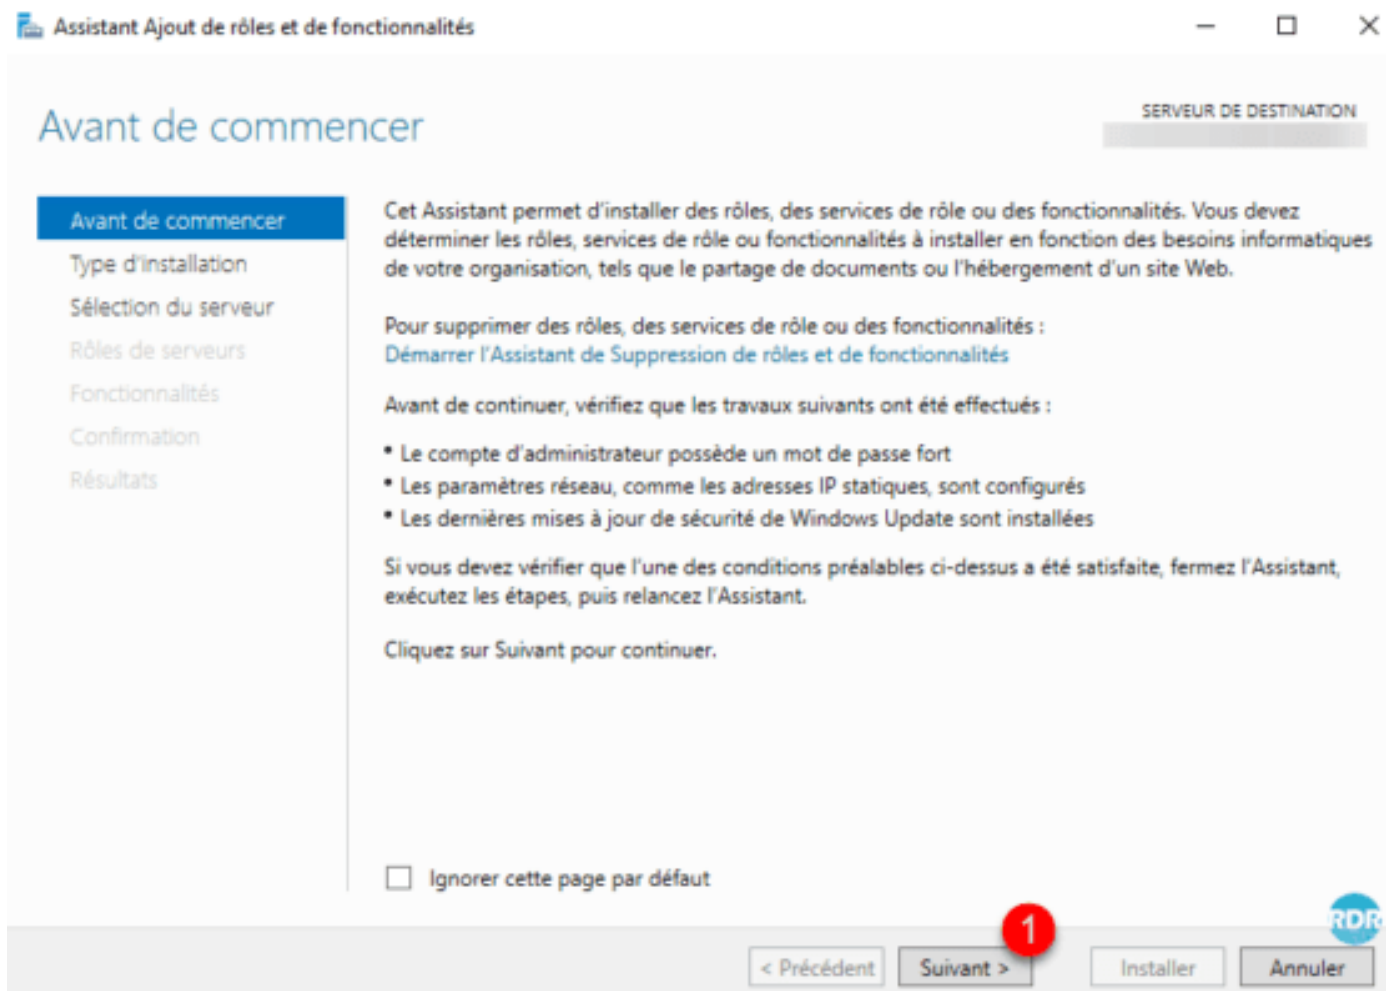 Assistant Ajout de rôles et de fonctionnalités
Avant de commencer
SERVEUR DE DESTINATION
Avant de commencer
Type d'installation
Sélection du serveur
Rôles de serveurs
Fonctionnalités
Confirmation
Résultats
Cet Assistant permet d'installer des rôles, des services de rôle ou des fonctionnalités. Vous devez
déterminer les rôles, services de rôle ou fonctionnalités à installer en fonction des besoins informatiques
de votre organisation, tels que le partage de documents ou l'hébergement d'un site Web.
Pour supprimer des rôles, des services de rôle ou des fonctionnalités :
Démarrer l'Assistant de Suppression de rôles et de fonctionnalités
Avant de continuer, vérifiez que les travaux suivants ont été effectués :
• Le compte d'administrateur possède un mot de passe fort
• Les paramètres réseau, comme les adresses IP statiques, sont configurés
• Les dernières mises à jour de sécurité de Windows Update sont installées
Si vous devez vérifier que l'une des conditions préalables ci-dessus a été satisfaite, fermez l'Assistant,
exécutez les étapes, puis relancez l'Assistant.
Cliquez sur Suivant pour continuer.
Ignorer cette page par défaut
RDR
1
< Précédent
Suivant >
Installer
Annuler